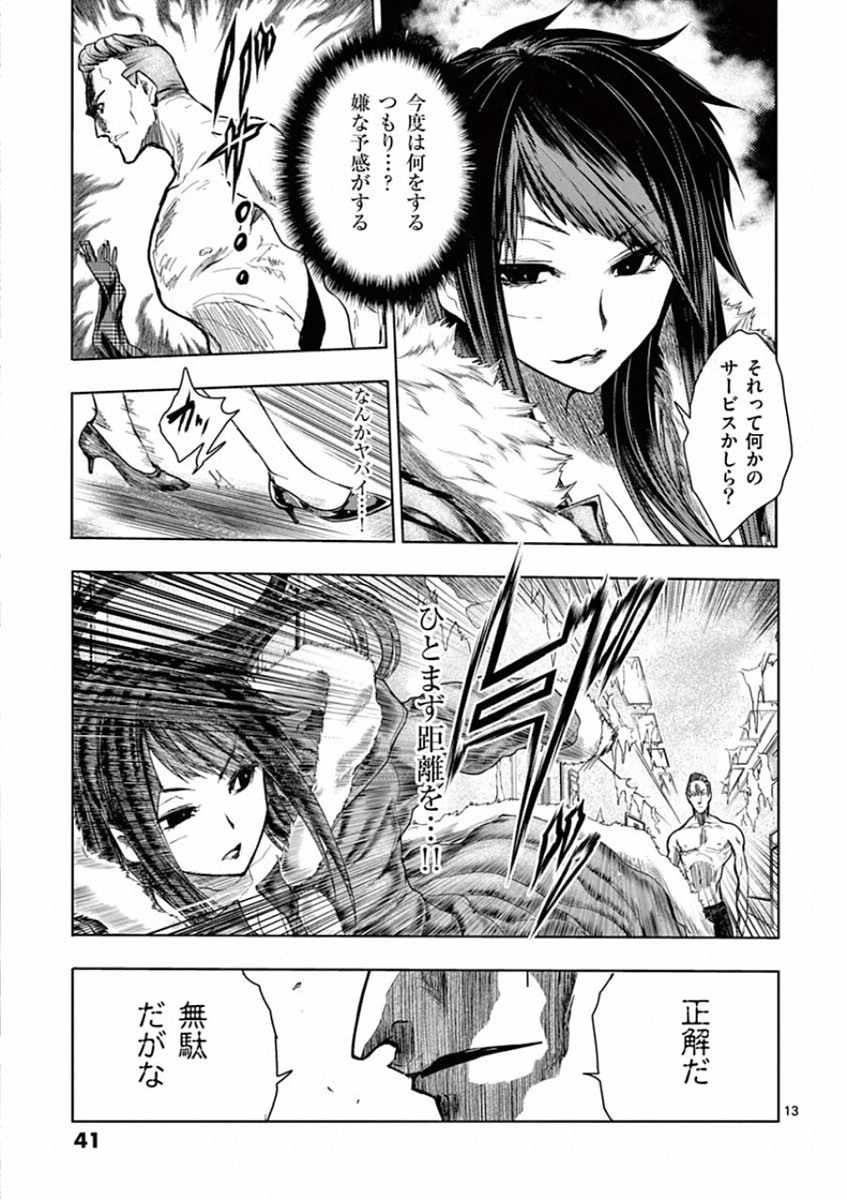 それって何かの
サービスかしら？
今度は何をする
つもり…？
嫌な予感がする
なんかヤバイ…！
ひとまず距離を…！！
正解だ
無駄
だがな
13
41